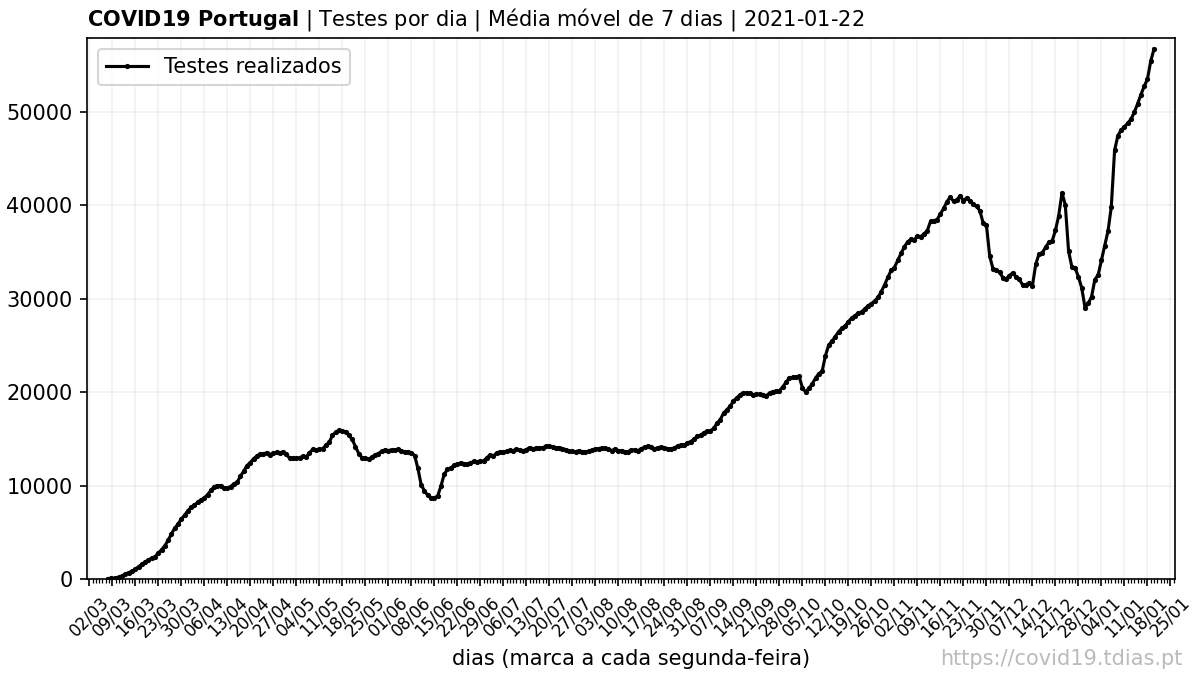 COVID19 Portugal | Testes por dia | Média móvel de 7 dias | 2021-01-22
Testes realizados
50000
40000
30000
20000
10000
0
02/03 09/03 16/03 23/03 30/03 06/04 13/04 20/04 27/04 04/05 11/05 18/05 25/05 01/06 08/06 15/06 22/06 29/06 06/07 13/07 20/07 27/07 03/08 10/08 17/08 24/08 31/08 07/09 14/09 21/09 28/09 05/10 12/10 19/10 26/10 02/11 09/11 16/11 23/11 30/11 07/12 14/12 21/12 28/12 04/01 11/01 18/01 25/01
dias (marca a cada segunda-feira)
https://covid19.tdias.pt